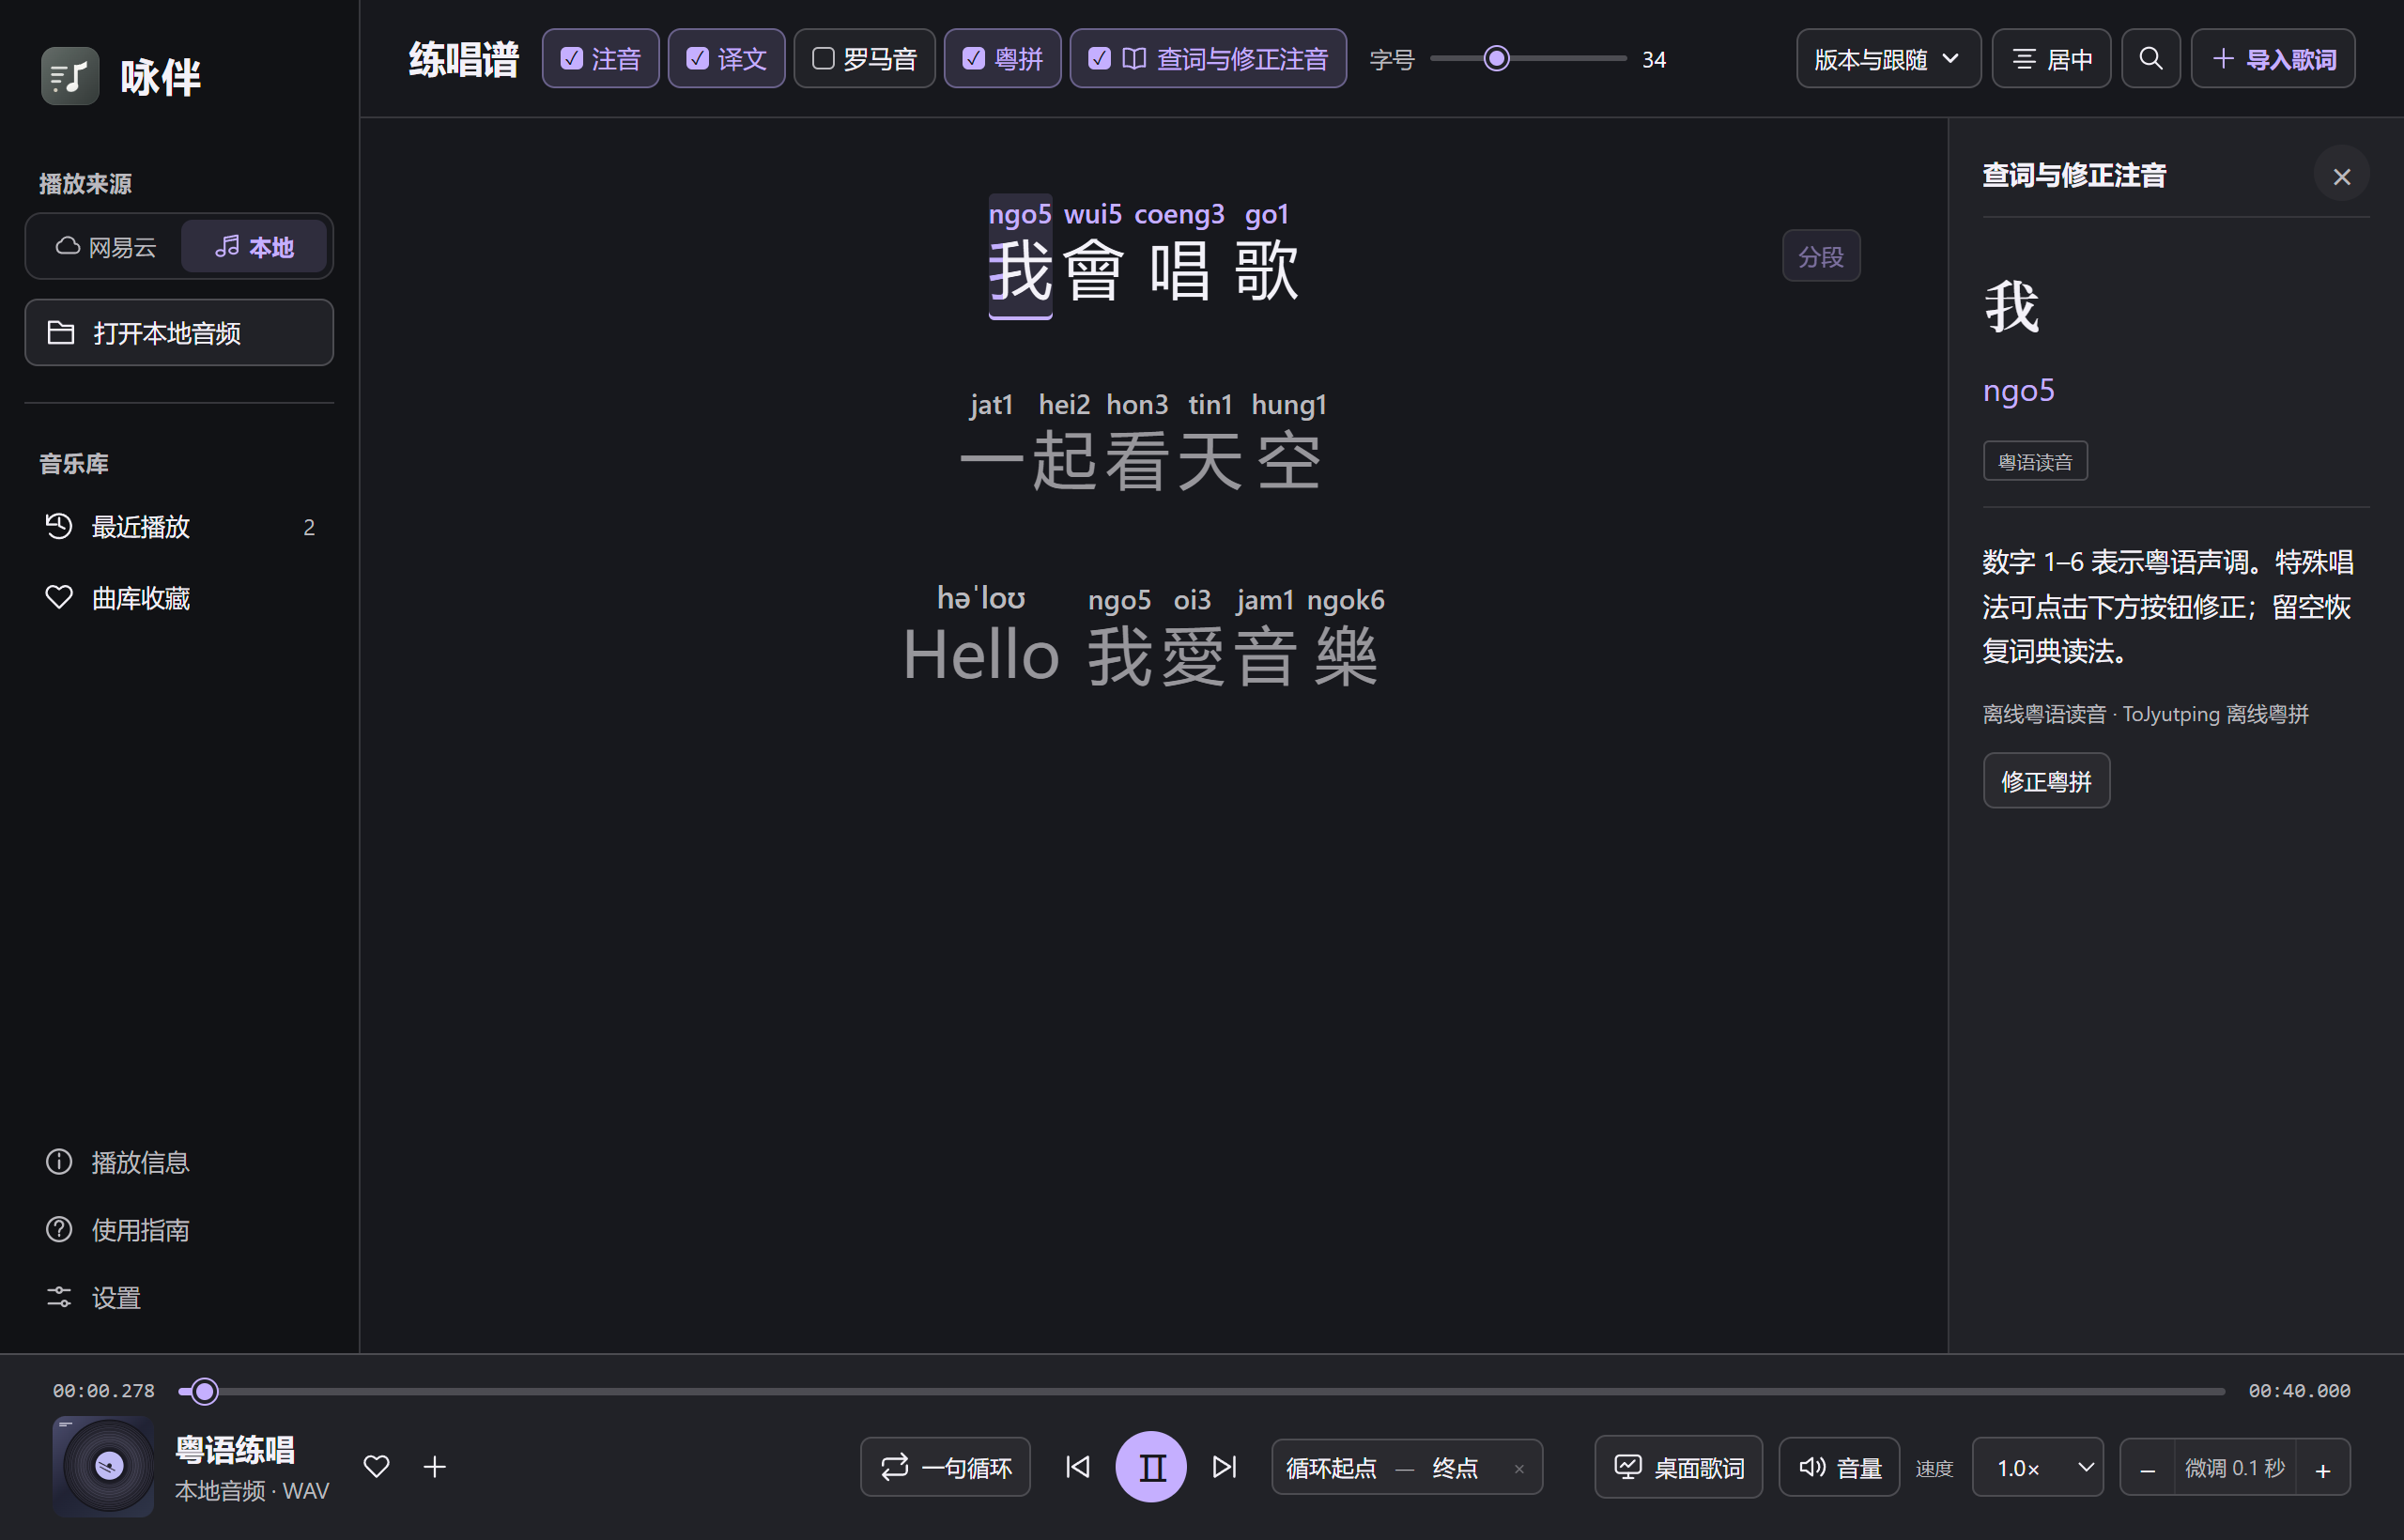 咏伴
播放来源
网易云 本地
打开本地音频
音乐库
最近播放 2
曲库收藏
播放信息
使用指南
设置
练唱谱 注音 译文 罗马音 粤拼 查词与修正注音 字号 34 版本与跟随 居中 导入歌词
ngo5 wui5 coeng3 go1
我會唱歌
分段
jat1 hei2 hon3 tin1 hung1
一起看天空
həˈloʊ ngo5 oi3 jam1 ngok6
Hello 我愛音樂
查词与修正注音
我
ngo5
粤语读音
数字 1–6 表示粤语声调。特殊唱
法可点击下方按钮修正；留空恢
复词典读法。
离线粤语读音 · ToJyutping 离线粤拼
修正粤拼
00:00.278 00:40.000
粤语练唱
本地音频 · WAV
一句循环 循环起点 — 终点 × 桌面歌词 音量 速度 1.0× − 微调 0.1 秒 +